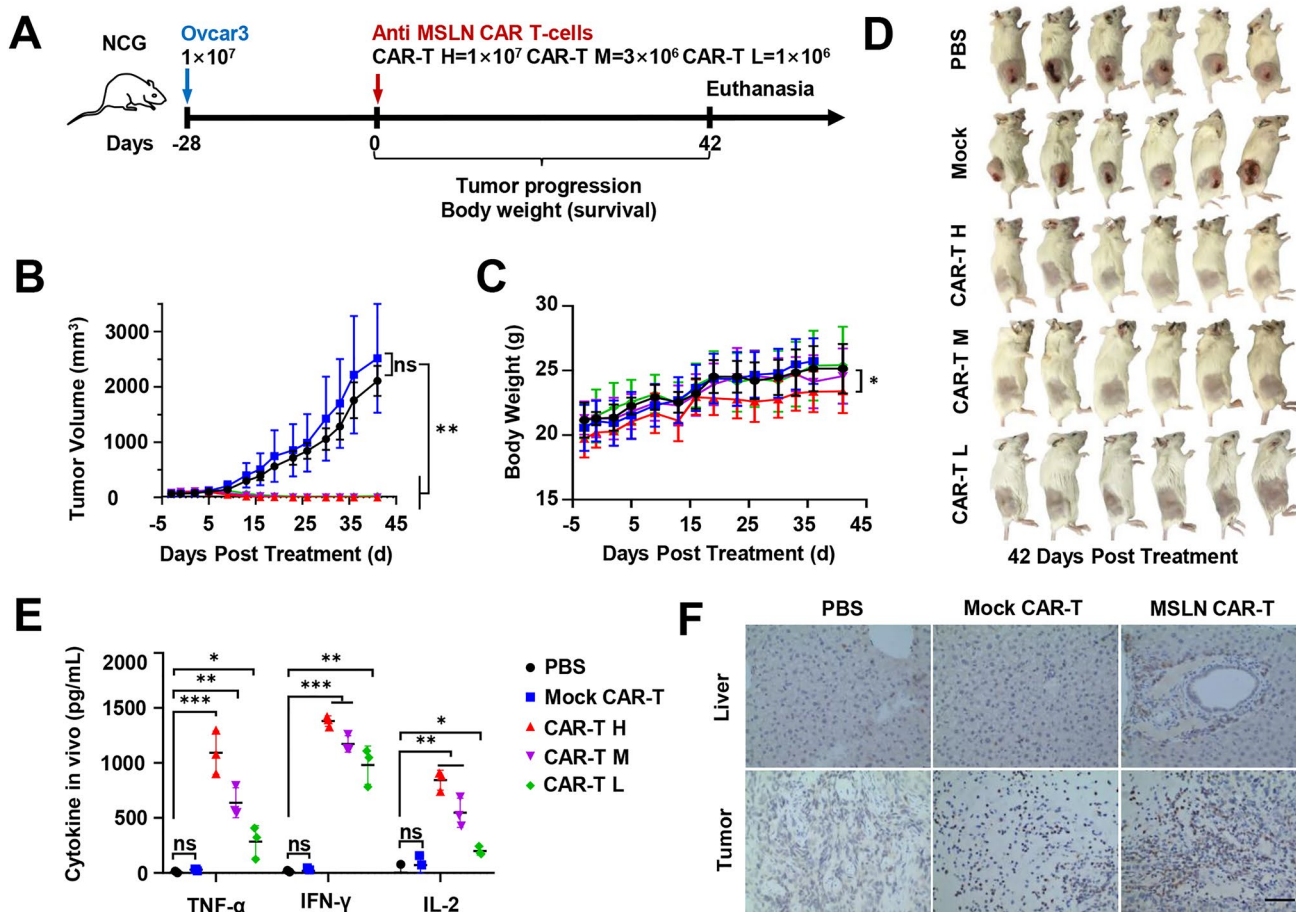 A
NCG
Ovcar3
1×10⁷
Anti MSLN CAR T-cells
CAR-T H=1×10⁷ CAR-T M=3×10⁶ CAR-T L=1×10⁶
Euthanasia
Days
-28
0
42
Tumor progression
Body weight (survival)
B
Tumor Volume (mm³)
3000
2000
1000
0
-5
5
15
25
35
45
Days Post Treatment (d)
ns
**
C
Body Weight (g)
30
25
20
15
-5
5
15
25
35
45
Days Post Treatment (d)
*
D
PBS
Mock
CAR-T H
CAR-T M
CAR-T L
42 Days Post Treatment
E
Cytokine in vivo (pg/mL)
2000
1500
1000
500
0
*
**
***
ns
**
***
ns
*
**
ns
TNF-α
IFN-γ
IL-2
PBS
Mock CAR-T
CAR-T H
CAR-T M
CAR-T L
F
PBS
Mock CAR-T
MSLN CAR-T
Liver
Tumor